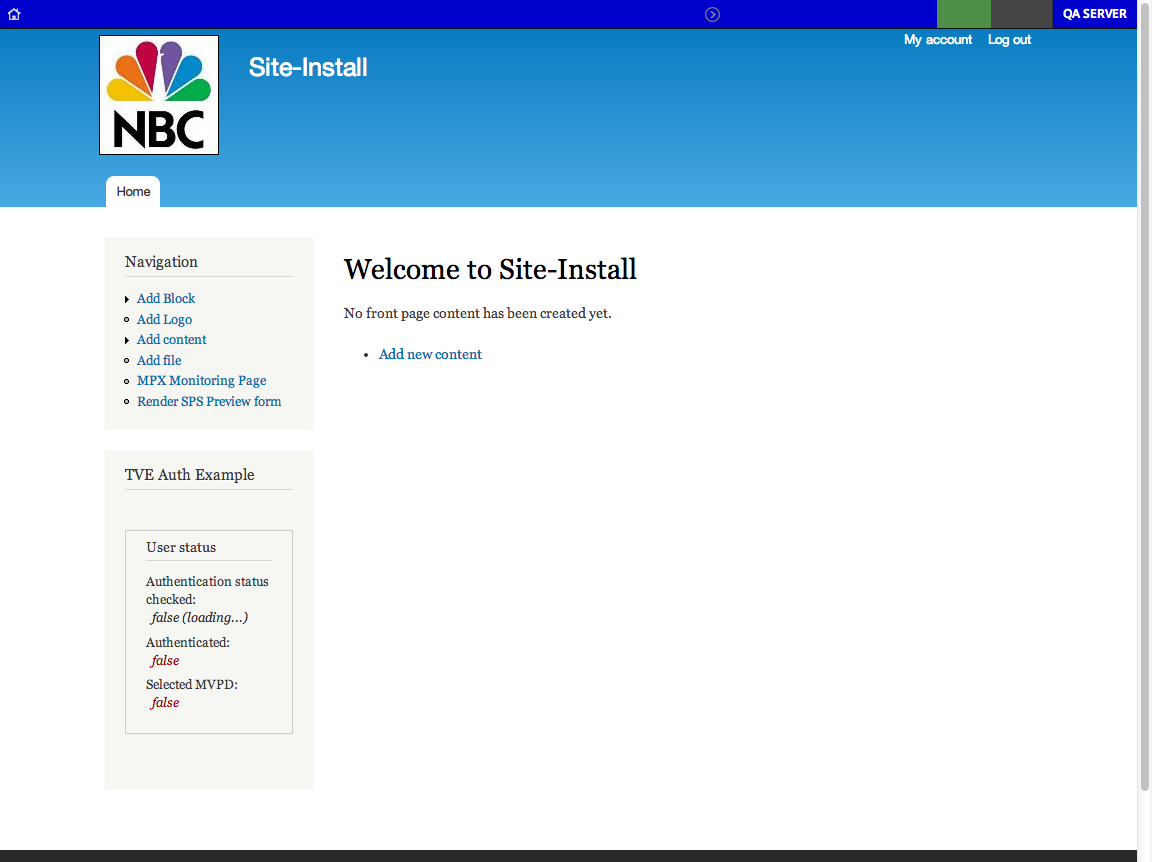 QA SERVER
My account Log out
NBC
Site-Install
Home
Navigation
Add Block
Add Logo
Add content
Add file
MPX Monitoring Page
Render SPS Preview form
TVE Auth Example
User status
Authentication status
checked:
false (loading...)
Authenticated:
false
Selected MVPD:
false
Welcome to Site-Install
No front page content has been created yet.
Add new content